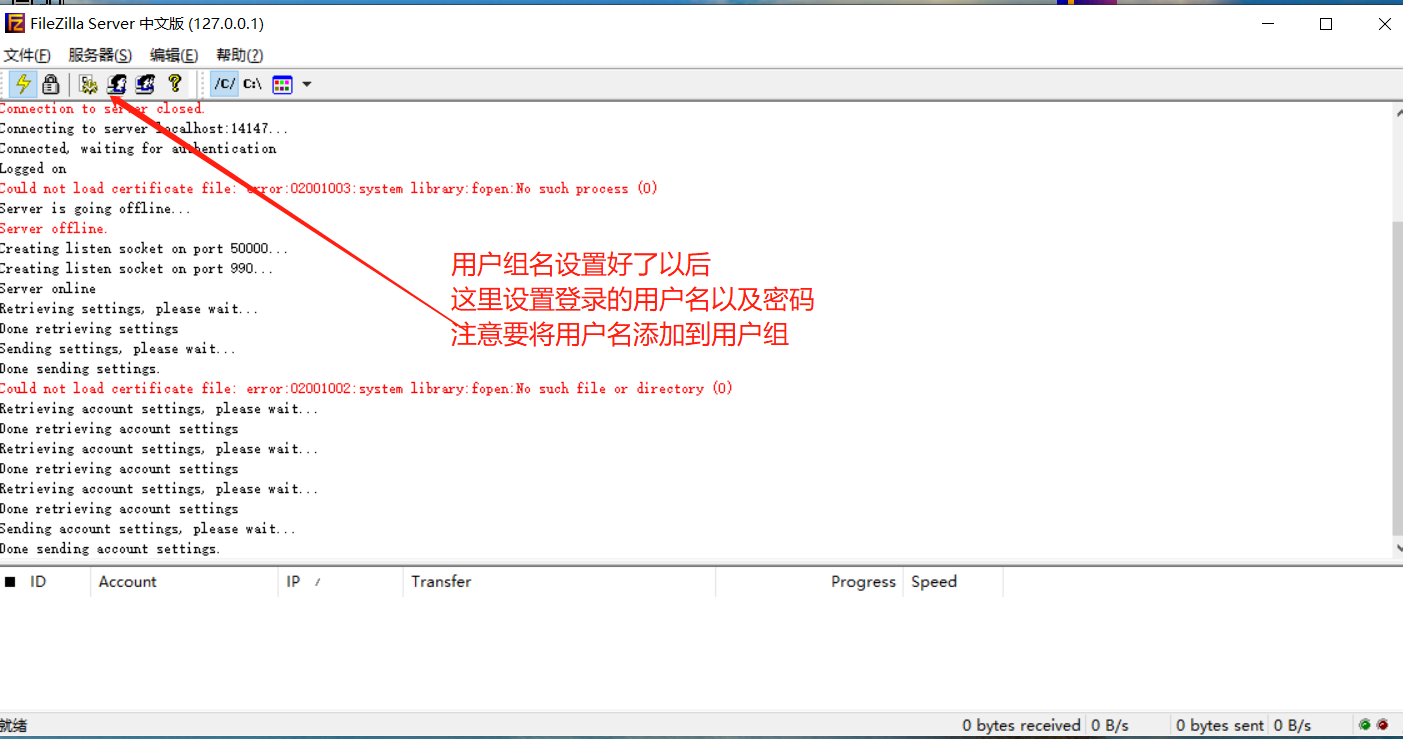 FileZilla Server 中文版 (127.0.0.1)
文件(F) 服务器(S) 编辑(E) 帮助(?)
/C/ C:\
Connection to server closed.
Connecting to server localhost:14147...
Connected, waiting for authentication
Logged on
Could not load certificate file: error:02001003:system library:fopen:No such process (0)
Server is going offline...
Server offline.
Creating listen socket on port 50000...
Creating listen socket on port 990...
Server online
Retrieving settings, please wait...
Done retrieving settings
Sending settings, please wait...
Done sending settings.
Could not load certificate file: error:02001002:system library:fopen:No such file or directory (0)
Retrieving account settings, please wait...
Done retrieving account settings
Retrieving account settings, please wait...
Done retrieving account settings
Retrieving account settings, please wait...
Done retrieving account settings
Sending account settings, please wait...
Done sending account settings.
用户组名设置好了以后
这里设置登录的用户名以及密码
注意要将用户名添加到用户组
ID Account IP / Transfer Progress Speed
就绪 0 bytes received 0 B/s 0 bytes sent 0 B/s